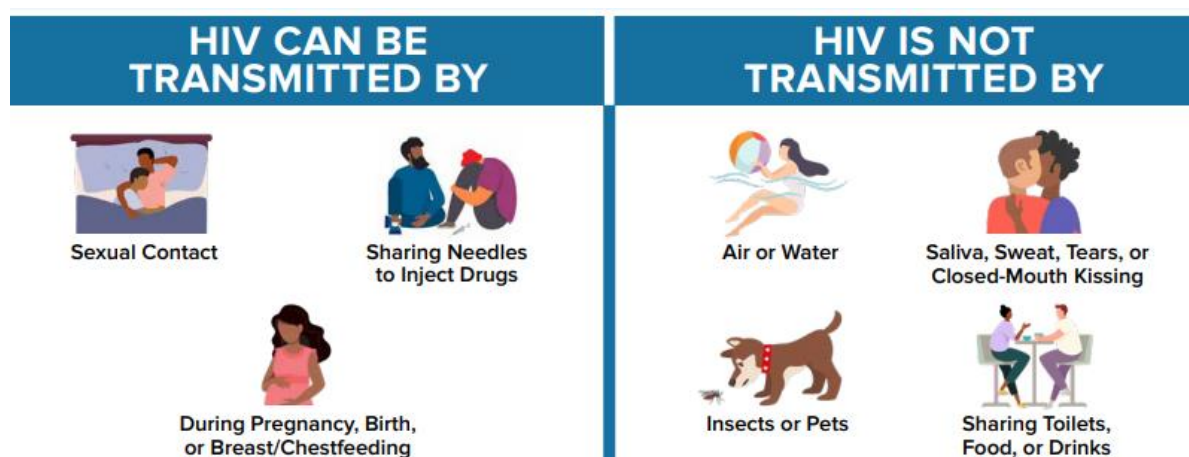 HIV CAN BE
TRANSMITTED BY
Sexual Contact
Sharing Needles
to Inject Drugs
During Pregnancy, Birth,
or Breast/Chestfeeding
HIV IS NOT
TRANSMITTED BY
Air or Water
Saliva, Sweat, Tears, or
Closed-Mouth Kissing
Insects or Pets
Sharing Toilets,
Food, or Drinks